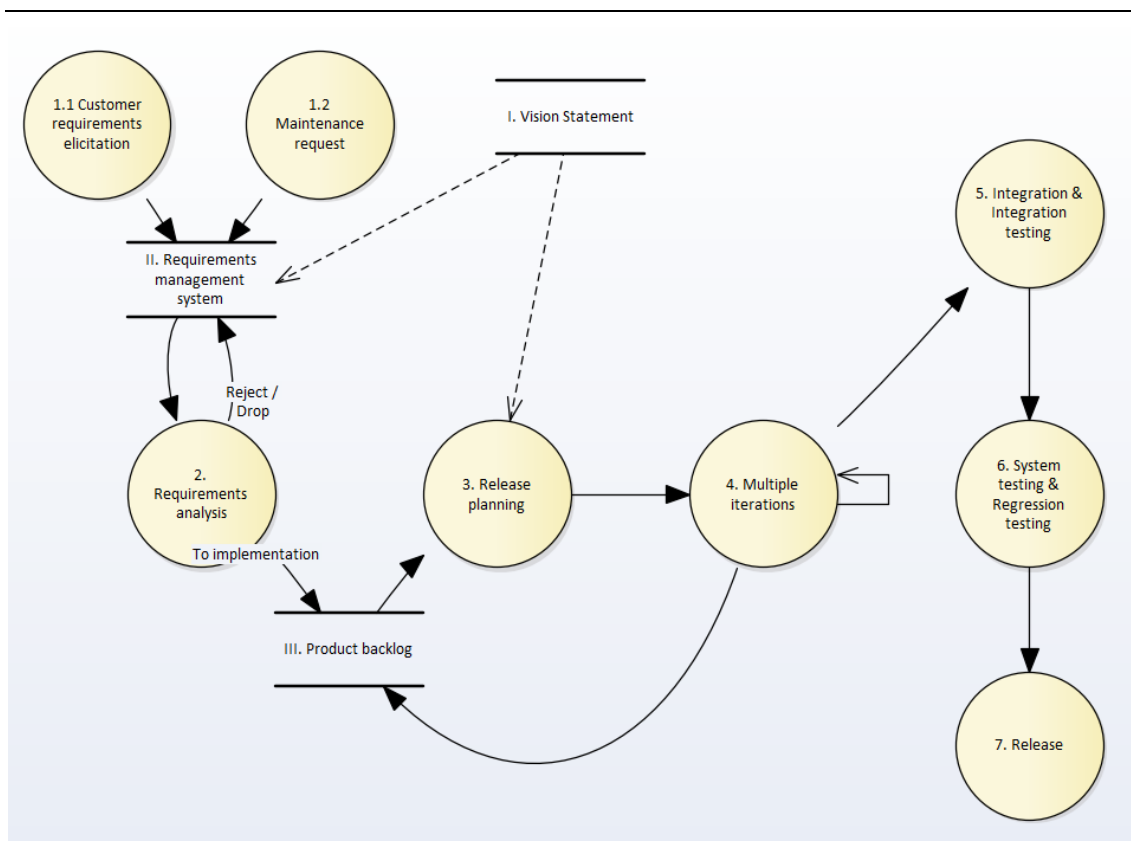 1.1 Customer
requirements
elicitation
1.2
Maintenance
request
I. Vision Statement
5. Integration &
Integration
testing
II. Requirements
management
system
Reject /
Drop
2.
Requirements
analysis
3. Release
planning
4. Multiple
iterations
6. System
testing &
Regression
testing
To implementation
III. Product backlog
7. Release